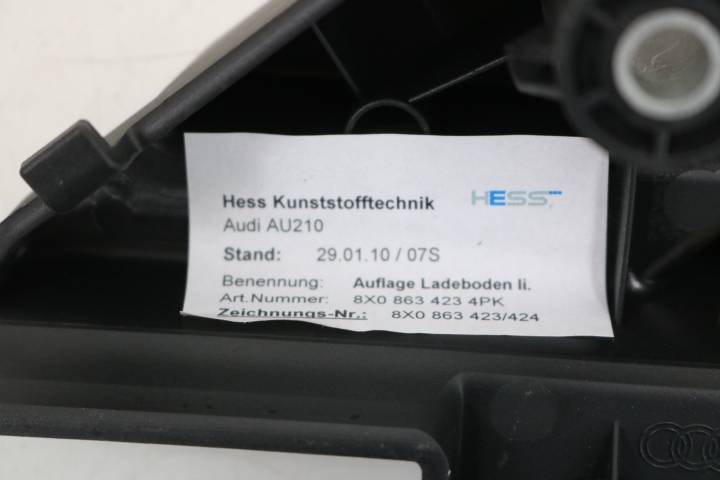 Hess Kunststofftechnik
HESS
Audi AU210
Stand: 29.01.10 / 07S
Benennung: Auflage Ladeboden li.
Art.Nummer: 8X0 863 423 4PK
Zeichnungs-Nr.: 8X0 863 423/424